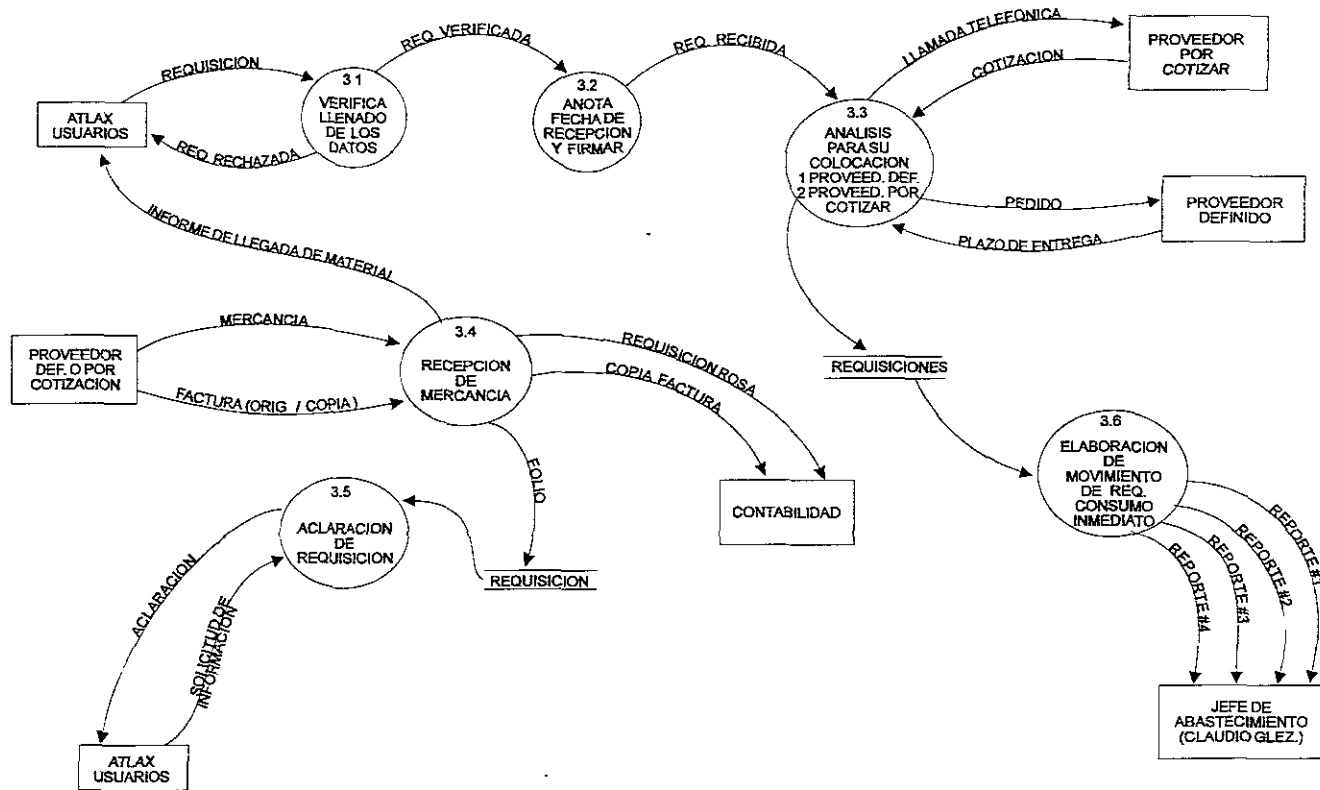 REQUISICION
REQ. VERIFICADA
REQ. RECIBIDA
LLAMADA TELEFONICA
COTIZACION
PROVEEDOR
POR
COTIZAR
ATLAX
USUARIOS
REQ. RECHAZADA
3.1
VERIFICA
LLENADO
DE LOS
DATOS
3.2
ANOTA
FECHA DE
RECEPCION
Y FIRMAR
3.3
ANALISIS
PARA SU
COLOCACION
1 PROVEED. DEF.
2 PROVEED. POR
COTIZAR
PEDIDO
PLAZO DE ENTREGA
PROVEEDOR
DEFINIDO
INFORME DE LLEGADA DE MATERIAL
PROVEEDOR
DEF. O POR
COTIZACION
MERCANCIA
FACTURA (ORIG / COPIA)
3.4
RECEPCION
DE
MERCANCIA
REQUISICION ROSA
COPIA FACTURA
CONTABILIDAD
REQUISICIONES
FOLIO
REQUISICION
3.5
ACLARACION
DE
REQUISICION
ACLARACION
SOLICITUD DE
INFORMACION
ATLAX
USUARIOS
3.6
ELABORACION
DE
MOVIMIENTO
DE REQ.
CONSUMO
INMEDIATO
REPORTE #1
REPORTE #2
REPORTE #3
REPORTE #4
JEFE DE
ABASTECIMIENTO
(CLAUDIO GLEZ.)